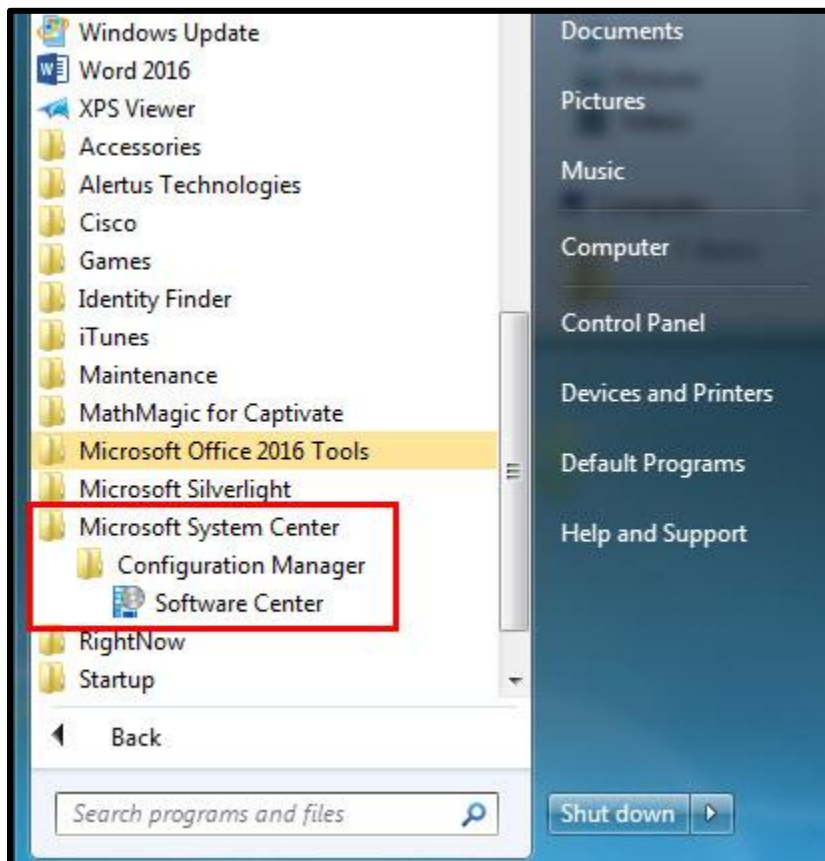 Windows Update
Word 2016
XPS Viewer
Accessories
Alertus Technologies
Cisco
Games
Identity Finder
iTunes
Maintenance
MathMagic for Captivate
Microsoft Office 2016 Tools
Microsoft Silverlight
Microsoft System Center
Configuration Manager
Software Center
RightNow
Startup
Back
Search programs and files
Documents
Pictures
Music
Computer
Control Panel
Devices and Printers
Default Programs
Help and Support
Shut down